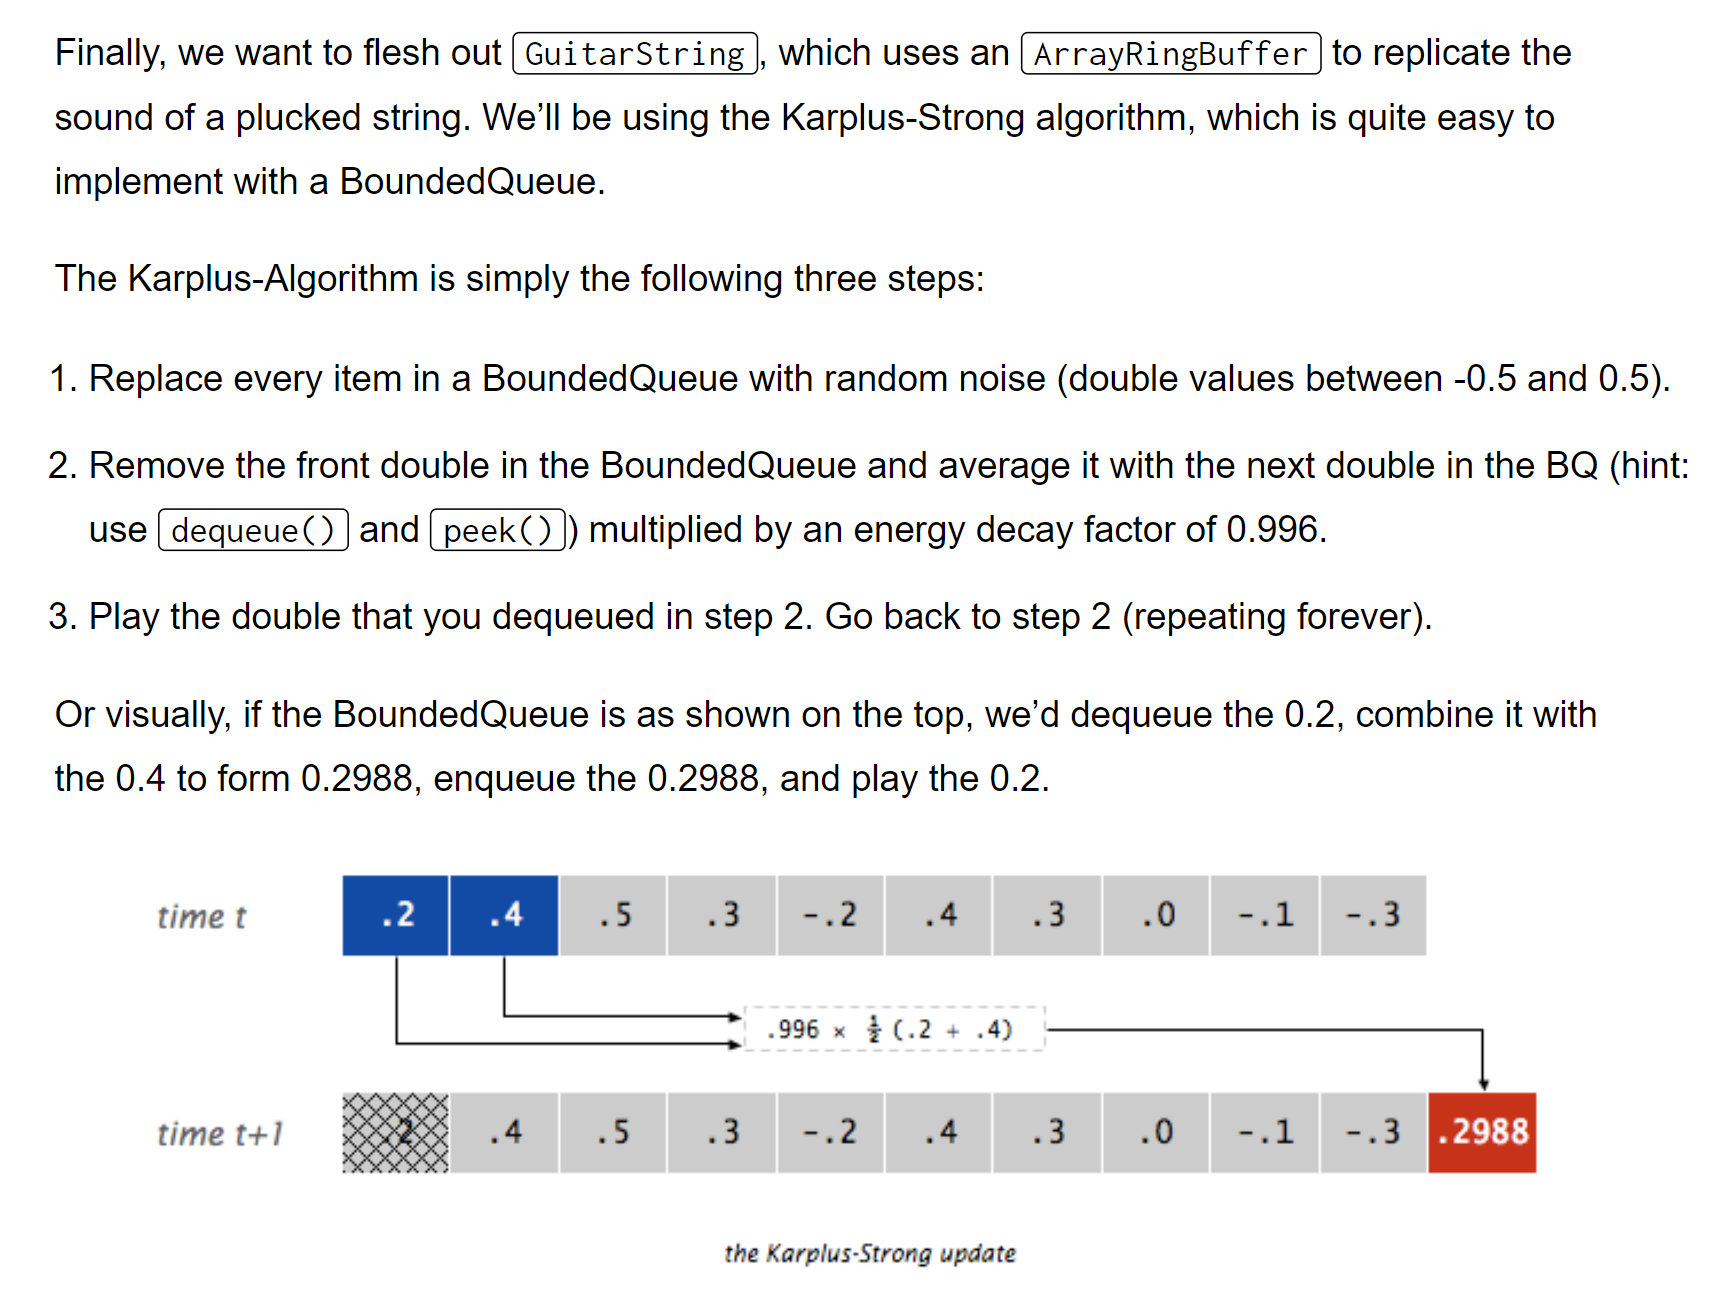 Finally, we want to flesh out GuitarString, which uses an ArrayRingBuffer to replicate the
sound of a plucked string. We’ll be using the Karplus-Strong algorithm, which is quite easy to
implement with a BoundedQueue.
The Karplus-Algorithm is simply the following three steps:
1. Replace every item in a BoundedQueue with random noise (double values between -0.5 and 0.5).
2. Remove the front double in the BoundedQueue and average it with the next double in the BQ (hint:
use dequeue() and peek()) multiplied by an energy decay factor of 0.996.
3. Play the double that you dequeued in step 2. Go back to step 2 (repeating forever).
Or visually, if the BoundedQueue is as shown on the top, we’d dequeue the 0.2, combine it with
the 0.4 to form 0.2988, enqueue the 0.2988, and play the 0.2.
time t .2 .4 .5 .3 -.2 .4 .3 .0 -.1 -.3
.996 × ½ (.2 + .4)
time t+1 .2 .4 .5 .3 -.2 .4 .3 .0 -.1 -.3 .2988
the Karplus-Strong update